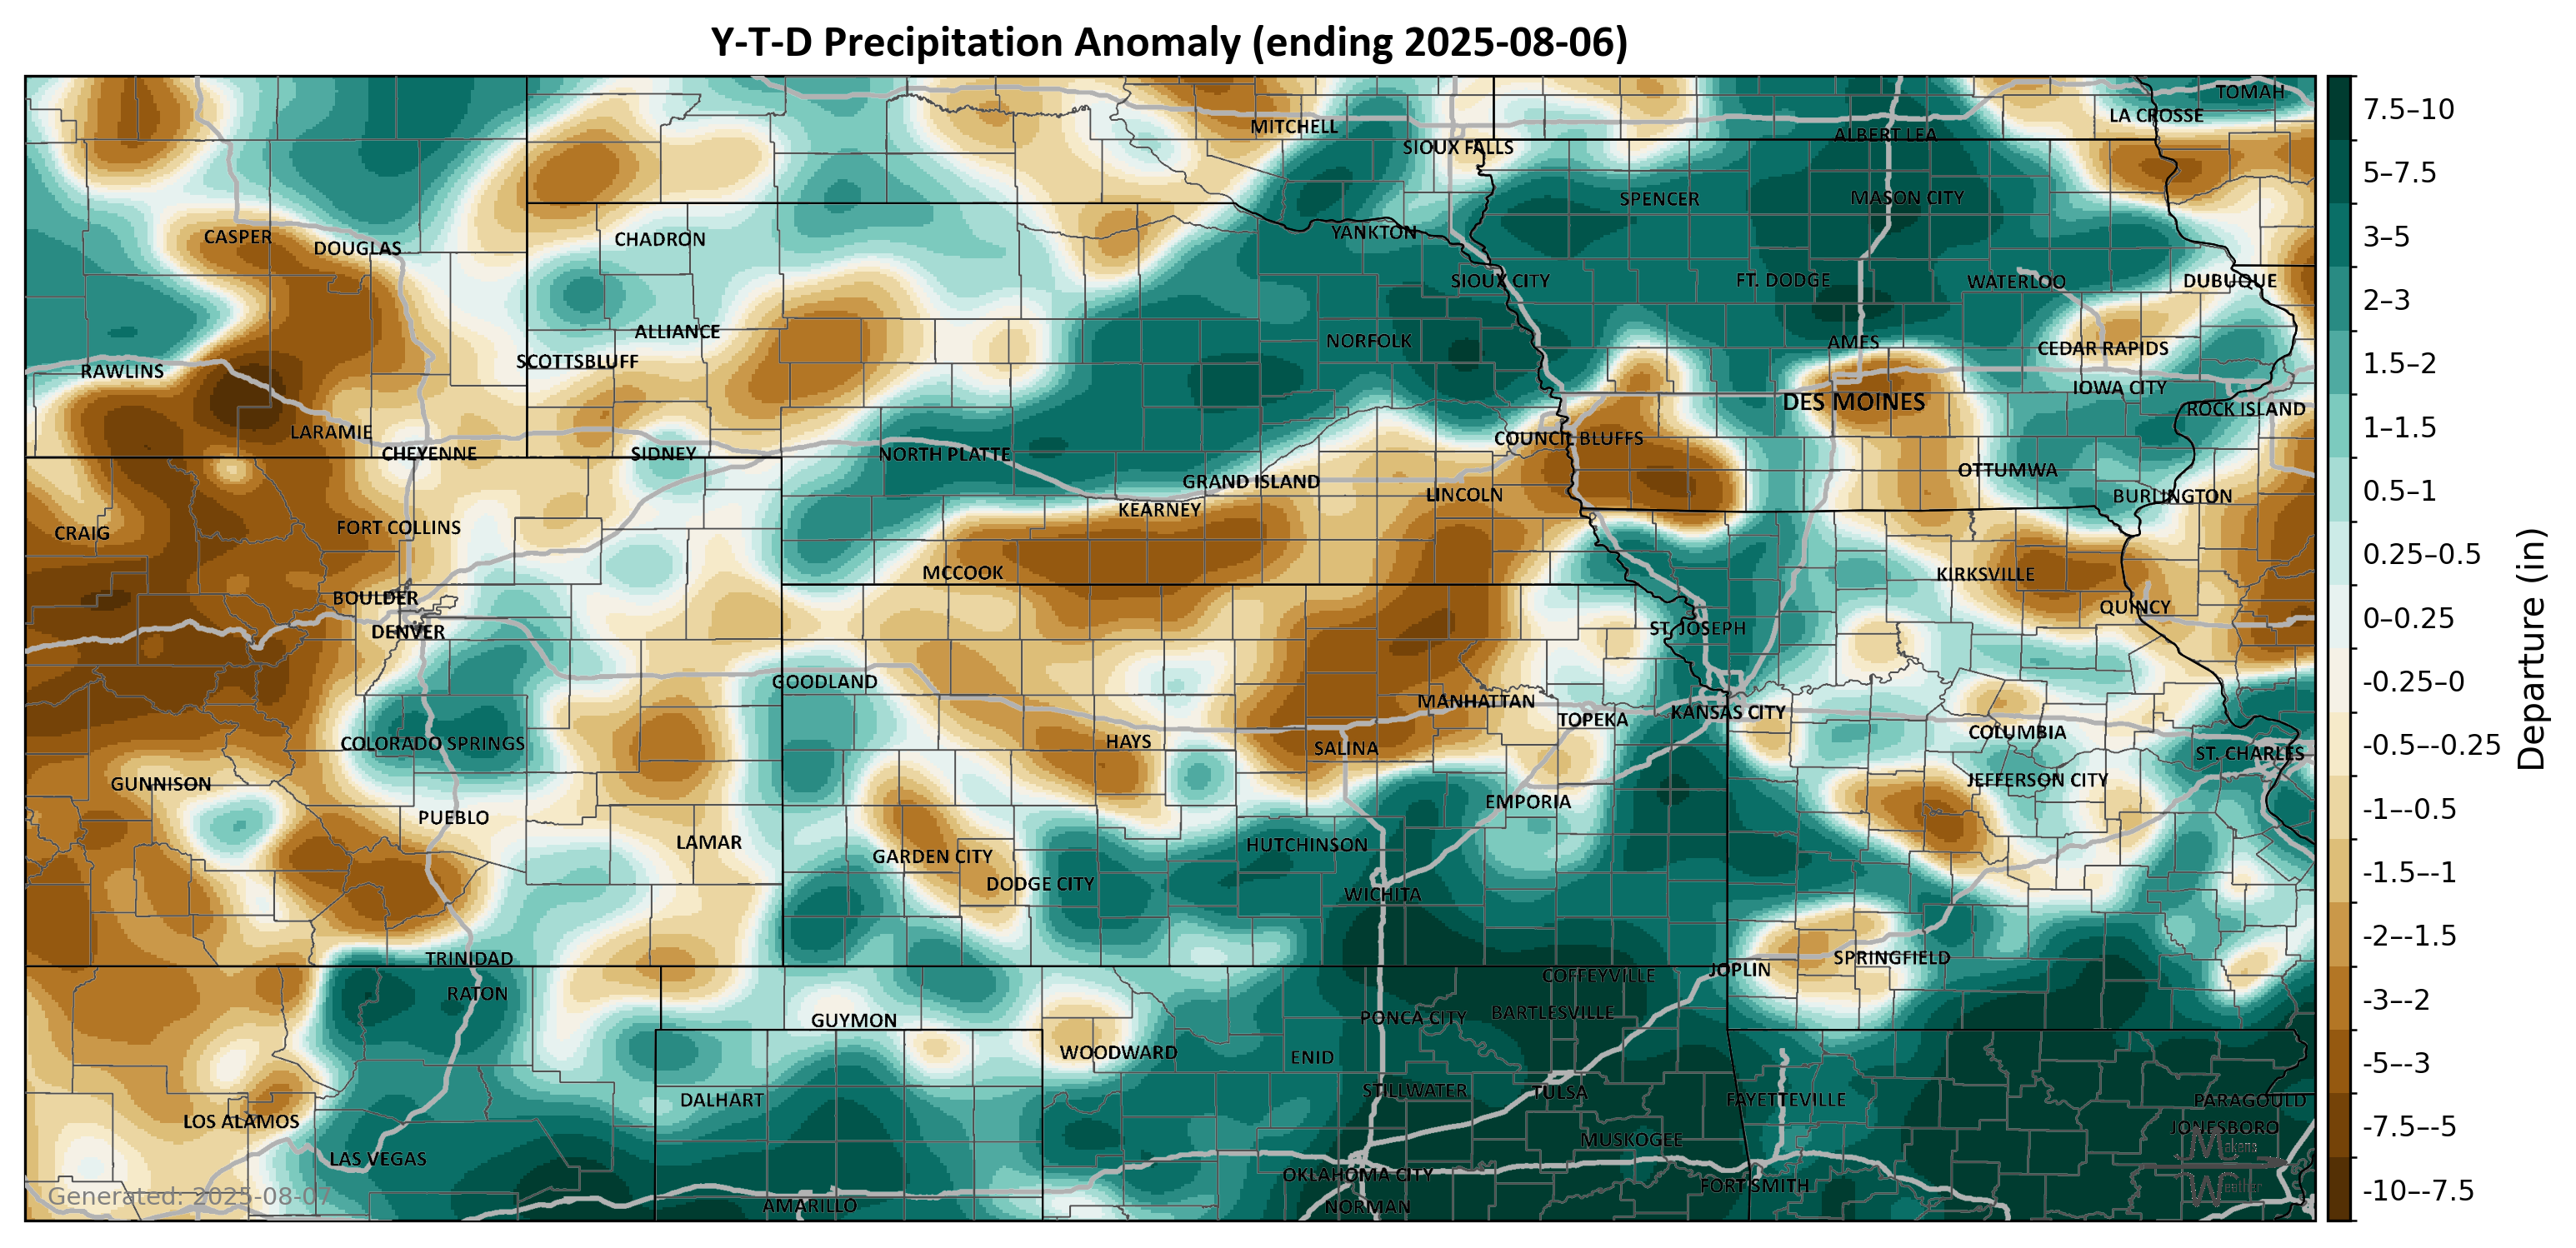 Y-T-D Precipitation Anomaly (ending 2025-08-06)
TOMAH
LA CROSSE
MITCHELL
ALBERT LEA
SIOUX FALLS
SPENCER
MASON CITY
YANKTON
CASPER
DOUGLAS
CHADRON
SIOUX CITY
FT. DODGE
WATERLOO
DUBUQUE
ALLIANCE
NORFOLK
AMES
CEDAR RAPIDS
SCOTTSBLUFF
RAWLINS
IOWA CITY
DES MOINES
ROCK ISLAND
LARAMIE
COUNCIL BLUFFS
CHEYENNE
SIDNEY
NORTH PLATTE
OTTUMWA
GRAND ISLAND
LINCOLN
BURLINGTON
KEARNEY
CRAIG
FORT COLLINS
MCCOOK
KIRKSVILLE
BOULDER
QUINCY
DENVER
ST. JOSEPH
GOODLAND
MANHATTAN
KANSAS CITY
TOPEKA
COLUMBIA
COLORADO SPRINGS
HAYS
SALINA
ST. CHARLES
GUNNISON
JEFFERSON CITY
EMPORIA
PUEBLO
LAMAR
HUTCHINSON
GARDEN CITY
DODGE CITY
WICHITA
TRINIDAD
SPRINGFIELD
JOPLIN
COFFEYVILLE
RATON
BARTLESVILLE
PONCA CITY
GUYMON
WOODWARD
ENID
STILLWATER
TULSA
DALHART
FAYETTEVILLE
PARAGOULD
LOS ALAMOS
JONESBORO
MUSKOGEE
LAS VEGAS
OKLAHOMA CITY
FORT SMITH
AMARILLO
NORMAN
Generated: 2025-08-07
Makens
Weather
7.5–10
5–7.5
3–5
2–3
1.5–2
1–1.5
0.5–1
0.25–0.5
0–0.25
-0.25–0
-0.5–-0.25
-1–-0.5
-1.5–-1
-2–-1.5
-3–-2
-5–-3
-7.5–-5
-10–-7.5
Departure (in)